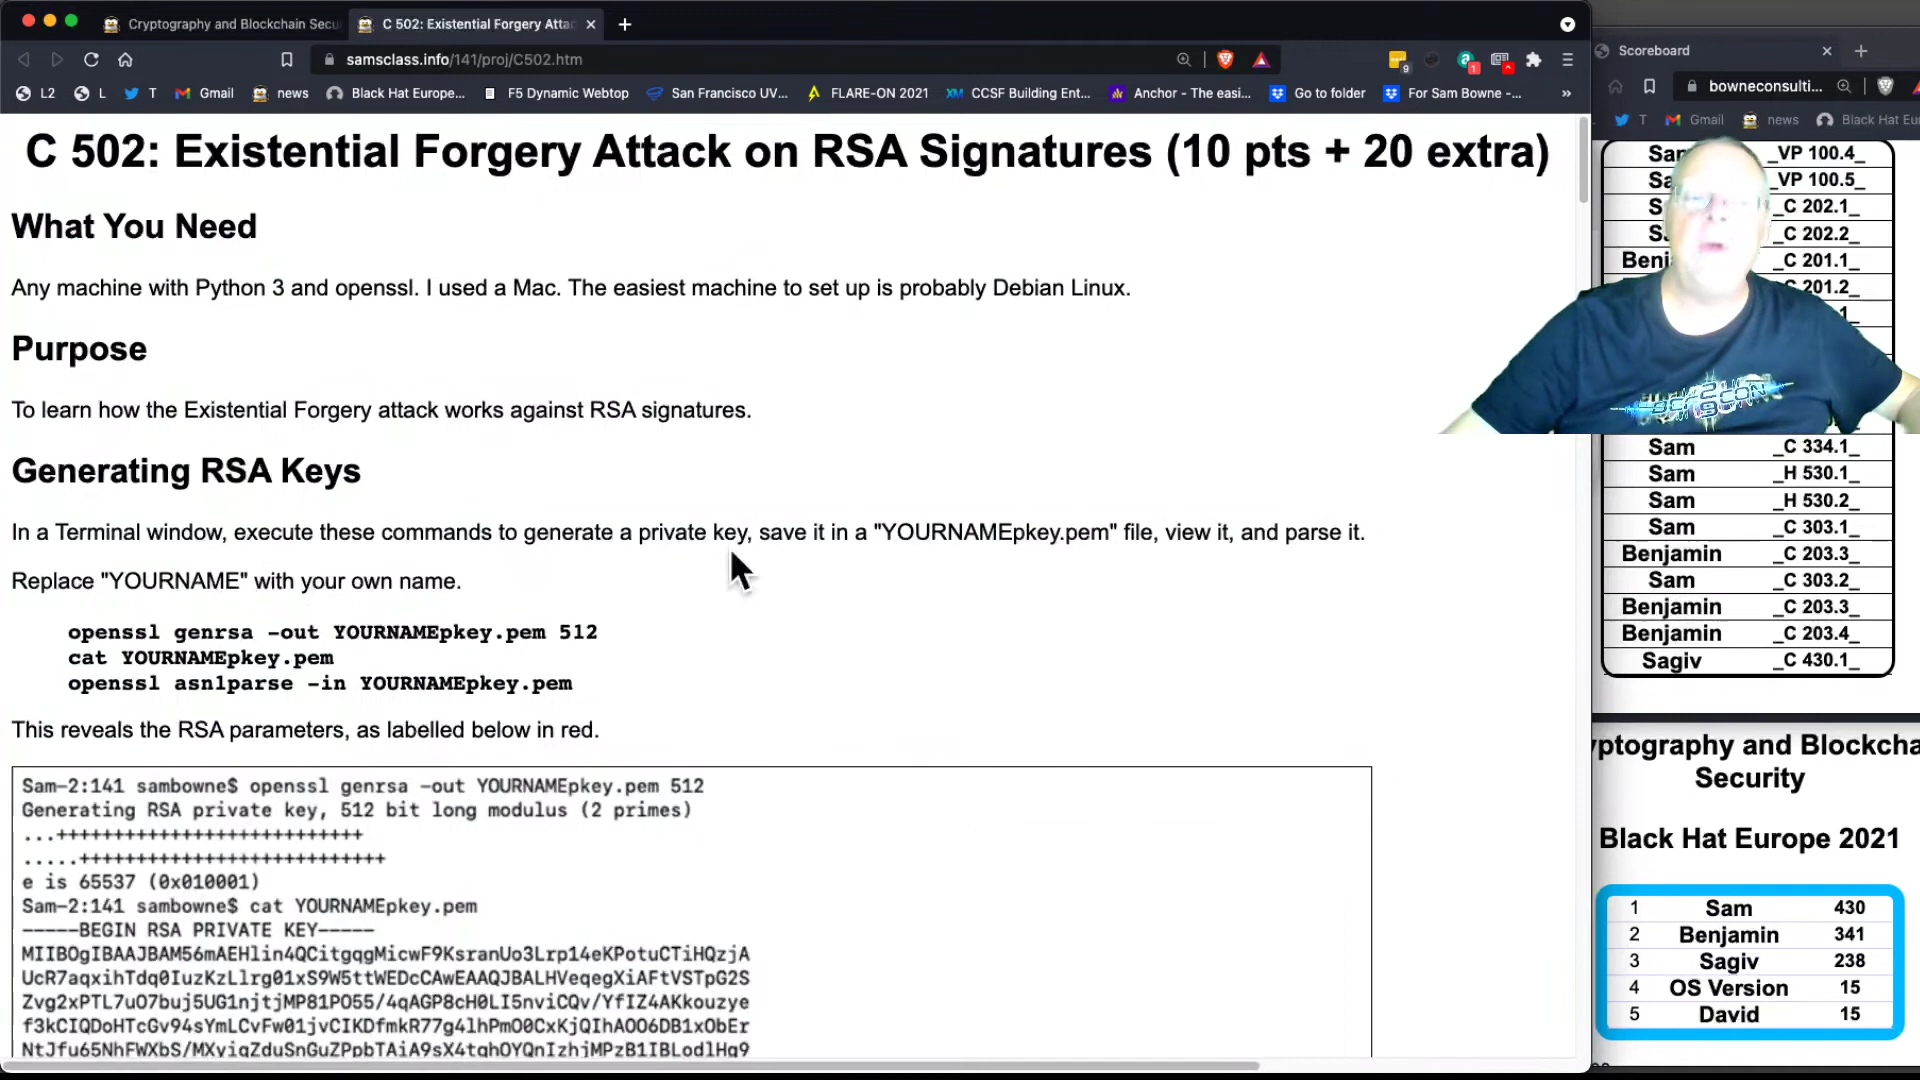 Cryptography and Blockchain Secu
C 502: Existential Forgery Atta
samsclass.info/141/proj/C502.htm
L2
L
T
Gmail
news
Black Hat Europe...
F5 Dynamic Webtop
San Francisco UV...
FLARE-ON 2021
CCSF Building Ent...
Anchor - The easi...
Go to folder
For Sam Bowne -...
»
C 502: Existential Forgery Attack on RSA Signatures (10 pts + 20 extra)
What You Need
Any machine with Python 3 and openssl. I used a Mac. The easiest machine to set up is probably Debian Linux.
Purpose
To learn how the Existential Forgery attack works against RSA signatures.
Generating RSA Keys
In a Terminal window, execute these commands to generate a private key, save it in a "YOURNAMEpkey.pem" file, view it, and parse it.
Replace "YOURNAME" with your own name.
openssl genrsa -out YOURNAMEpkey.pem 512
cat YOURNAMEpkey.pem
openssl asn1parse -in YOURNAMEpkey.pem
This reveals the RSA parameters, as labelled below in red.
Sam-2:141 sambowne$ openssl genrsa -out YOURNAMEpkey.pem 512
Generating RSA private key, 512 bit long modulus (2 primes)
...+++++++++++++++++++++++++++
.....+++++++++++++++++++++++++++
e is 65537 (0x010001)
Sam-2:141 sambowne$ cat YOURNAMEpkey.pem
-----BEGIN RSA PRIVATE KEY-----
MIIBOgIBAAJBAM56mAEHlin4QCitgqgMicwF9KsranUo3Lrp14eKPotuCTiHQzjA
UcR7aqxihTdq0IuzKzLlrg01xS9W5ttWEDcCAwEAAQJBALHVeqegXiAFtVSTpG2S
Zvg2xPTL7uO7buj5UG1njtjMP81PO55/4qAGP8cH0LI5nviCQv/YfIZ4AKkouzye
f3kCIQDoHTcGv94sYmLCvFw01jvCIKDfmkR77g4lhPmO0CxKjQIhAOO6DB1xObEr
NtJfu65NhFWXbS/MXyigZduSnGuZPpbTAiA9sX4tqhOYQnIzhjMPzB1IBLodlHg9
Scoreboard
bowneconsulti...
T
Gmail
news
Black Hat Eu
Sam
_VP 100.4_
_VP 100.5_
_C 202.1_
_C 202.2_
_C 201.1_
201.2_
Sam _C 334.1_
Sam _H 530.1_
Sam _H 530.2_
Sam _C 303.1_
Benjamin _C 203.3_
Sam _C 303.2_
Benjamin _C 203.3_
Benjamin _C 203.4_
Sagiv _C 430.1_
yptography and Blockcha
Security
Black Hat Europe 2021
1 Sam 430
2 Benjamin 341
3 Sagiv 238
4 OS Version 15
5 David 15